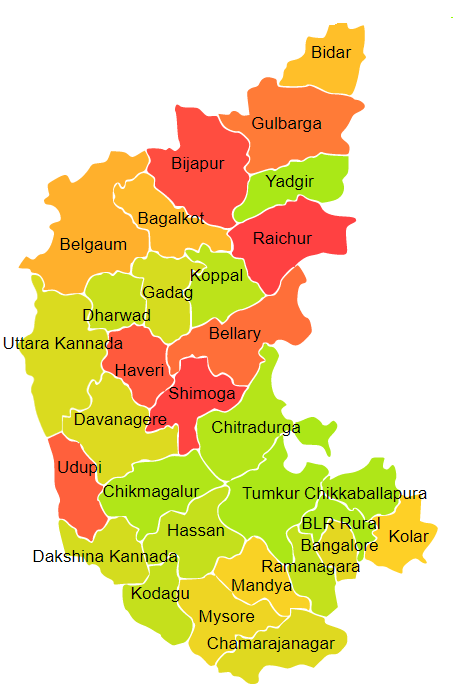 Bidar
Gulbarga
Bijapur
Yadgir
Bagalkot
Raichur
Belgaum
Koppal
Gadag
Dharwad
Bellary
Uttara Kannada
Haveri
Shimoga
Davanagere
Chitradurga
Udupi
Chikmagalur
Tumkur Chikkaballapura
BLR Rural
Hassan
Kolar
Bangalore
Dakshina Kannada
Ramanagara
Mandya
Kodagu
Mysore
Chamarajanagar